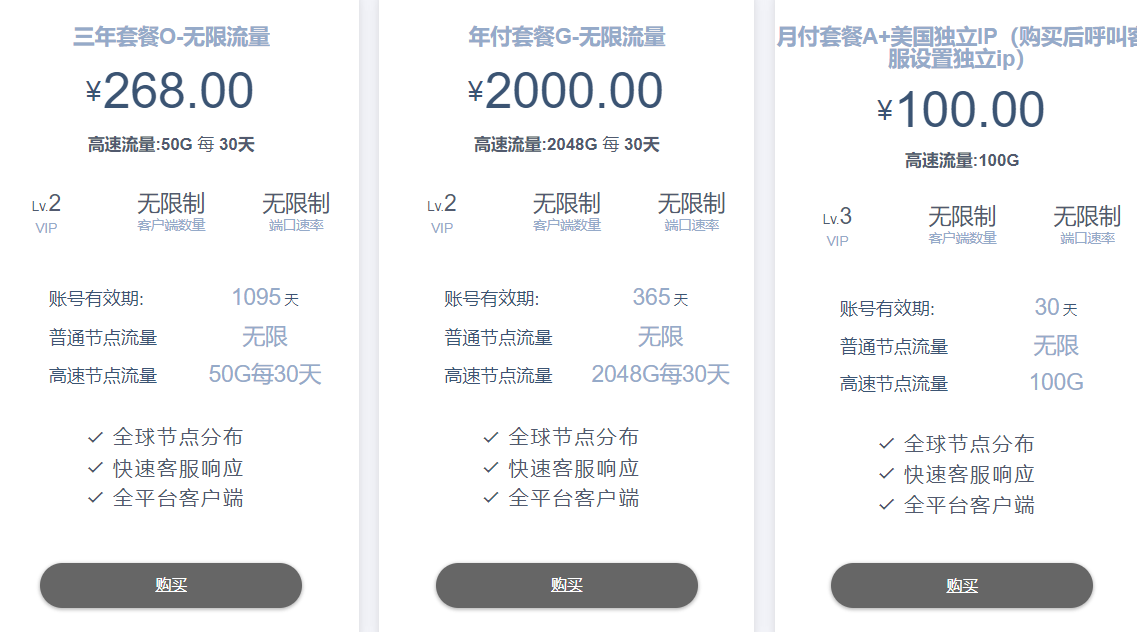 三年套餐O-无限流量
¥268.00
高速流量:50G 每 30天
Lv.2
VIP
无限制
客户端数量
无限制
端口速率
账号有效期:
1095 天
普通节点流量
无限
高速节点流量
50G每30天
全球节点分布
快速客服响应
全平台客户端
购买
年付套餐G-无限流量
¥2000.00
高速流量:2048G 每 30天
Lv.2
VIP
无限制
客户端数量
无限制
端口速率
账号有效期:
365 天
普通节点流量
无限
高速节点流量
2048G每30天
全球节点分布
快速客服响应
全平台客户端
购买
月付套餐A+美国独立IP（购买后呼叫客
服设置独立ip）
¥100.00
高速流量:100G
Lv.3
VIP
无限制
客户端数量
无限制
端口速率
账号有效期:
30 天
普通节点流量
无限
高速节点流量
100G
全球节点分布
快速客服响应
全平台客户端
购买